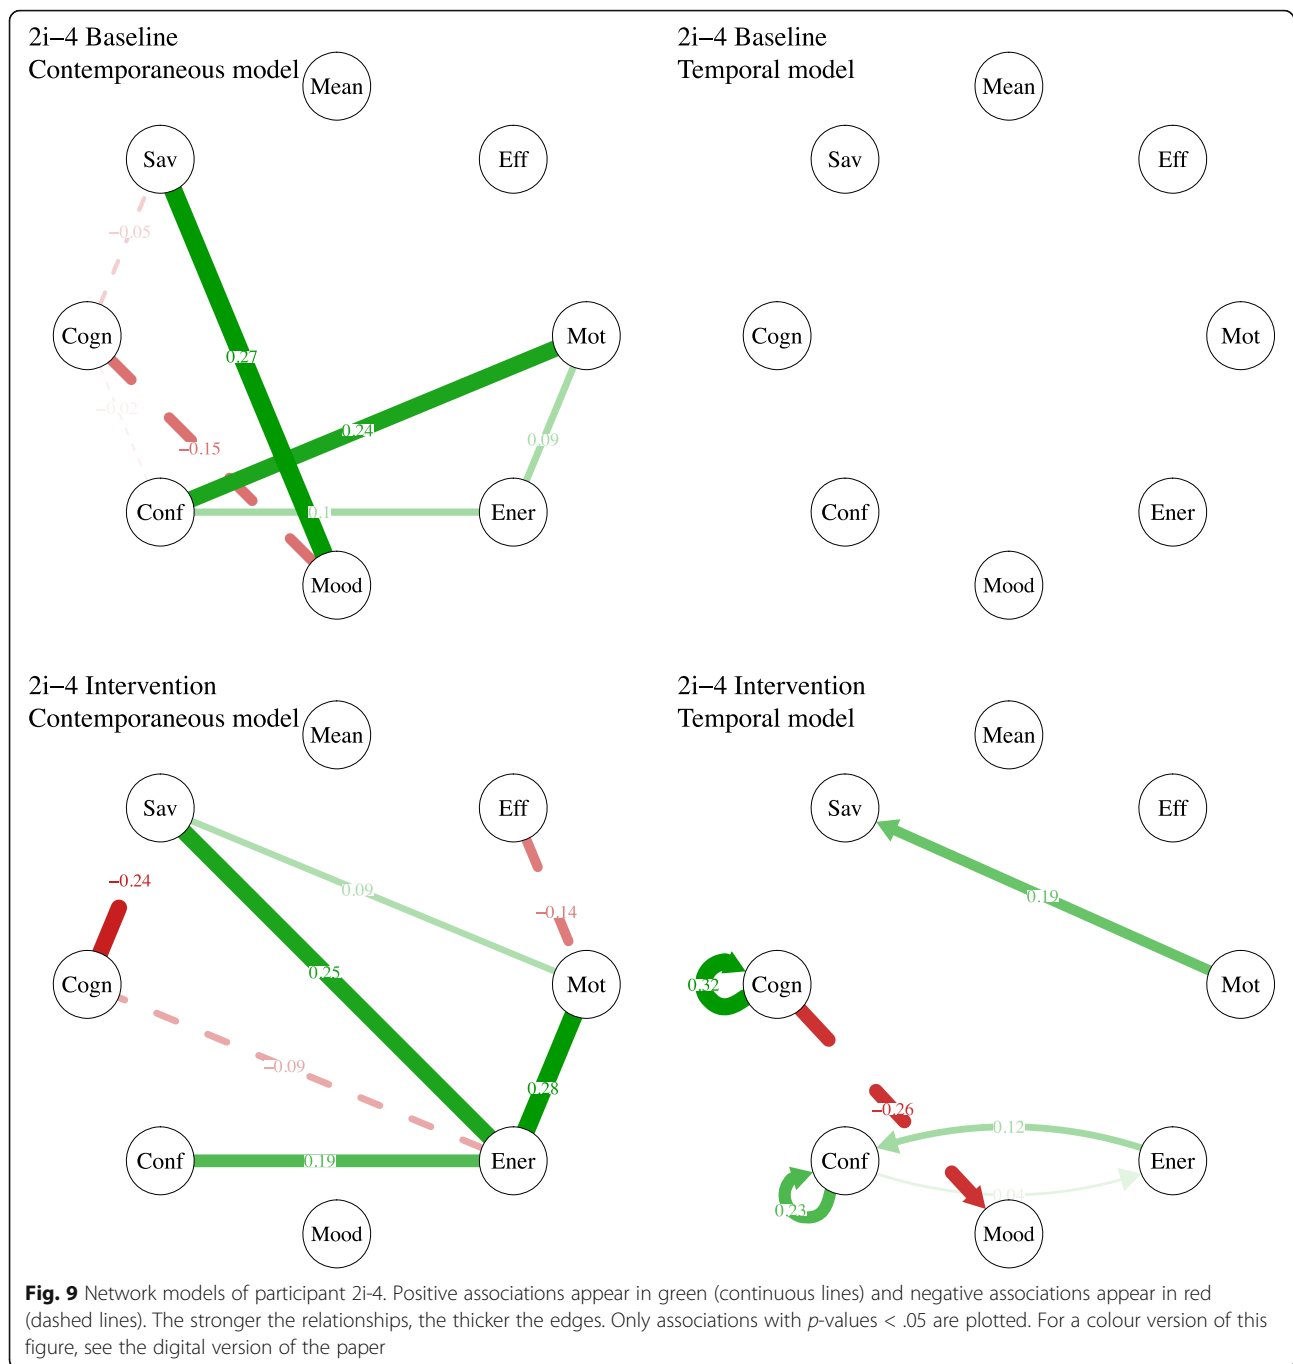 2i–4 Baseline
Contemporaneous model
Mean
Sav
Eff
−0.05
Cogn
Mot
0.27
−0.02
0.24
0.09
−0.15
Conf
0.1
Ener
Mood
2i–4 Baseline
Temporal model
Mean
Sav
Eff
Cogn
Mot
Conf
Ener
Mood
2i–4 Intervention
Contemporaneous model
Mean
Sav
Eff
−0.24
0.09
−0.14
Cogn
0.25
Mot
−0.09
0.28
Conf
0.19
Ener
Mood
2i–4 Intervention
Temporal model
Mean
Sav
Eff
0.19
0.32
Cogn
Mot
−0.26
0.12
Conf
Ener
0.04
0.23
Mood
Fig. 9 Network models of participant 2i-4. Positive associations appear in green (continuous lines) and negative associations appear in red
(dashed lines). The stronger the relationships, the thicker the edges. Only associations with p-values < .05 are plotted. For a colour version of this
figure, see the digital version of the paper